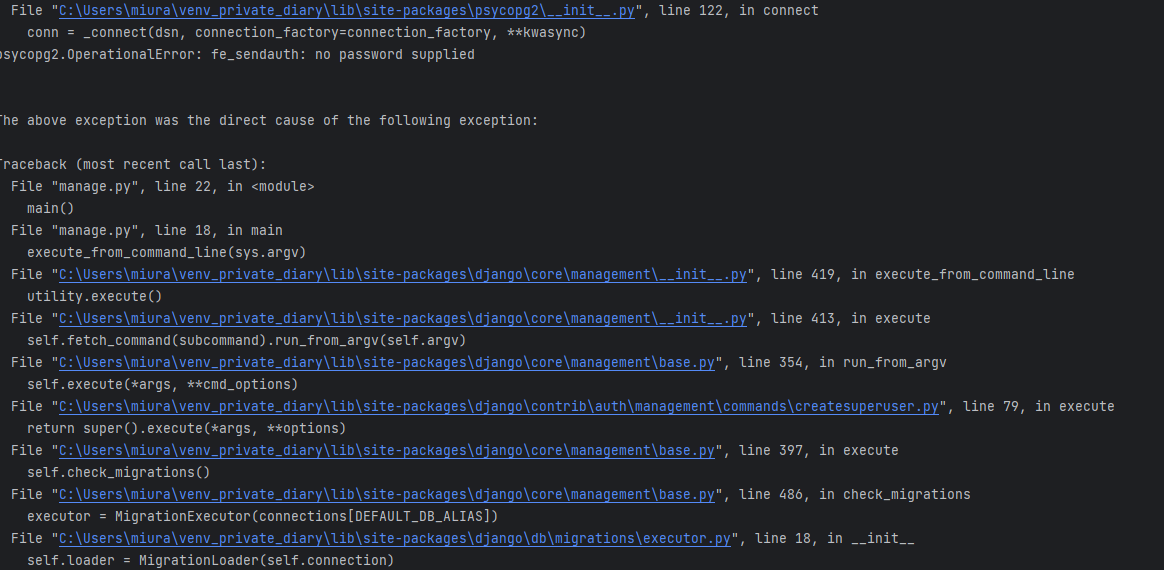 File "C:\Users\miura\venv_private_diary\lib\site-packages\psycopg2\__init__.py", line 122, in connect
conn = _connect(dsn, connection_factory=connection_factory, **kwasync)
psycopg2.OperationalError: fe_sendauth: no password supplied
The above exception was the direct cause of the following exception:
Traceback (most recent call last):
File "manage.py", line 22, in <module>
main()
File "manage.py", line 18, in main
execute_from_command_line(sys.argv)
File "C:\Users\miura\venv_private_diary\lib\site-packages\django\core\management\__init__.py", line 419, in execute_from_command_line
utility.execute()
File "C:\Users\miura\venv_private_diary\lib\site-packages\django\core\management\__init__.py", line 413, in execute
self.fetch_command(subcommand).run_from_argv(self.argv)
File "C:\Users\miura\venv_private_diary\lib\site-packages\django\core\management\base.py", line 354, in run_from_argv
self.execute(*args, **cmd_options)
File "C:\Users\miura\venv_private_diary\lib\site-packages\django\contrib\auth\management\commands\createsuperuser.py", line 79, in execute
return super().execute(*args, **options)
File "C:\Users\miura\venv_private_diary\lib\site-packages\django\core\management\base.py", line 397, in execute
self.check_migrations()
File "C:\Users\miura\venv_private_diary\lib\site-packages\django\core\management\base.py", line 486, in check_migrations
executor = MigrationExecutor(connections[DEFAULT_DB_ALIAS])
File "C:\Users\miura\venv_private_diary\lib\site-packages\django\db\migrations\executor.py", line 18, in __init__
self.loader = MigrationLoader(self.connection)